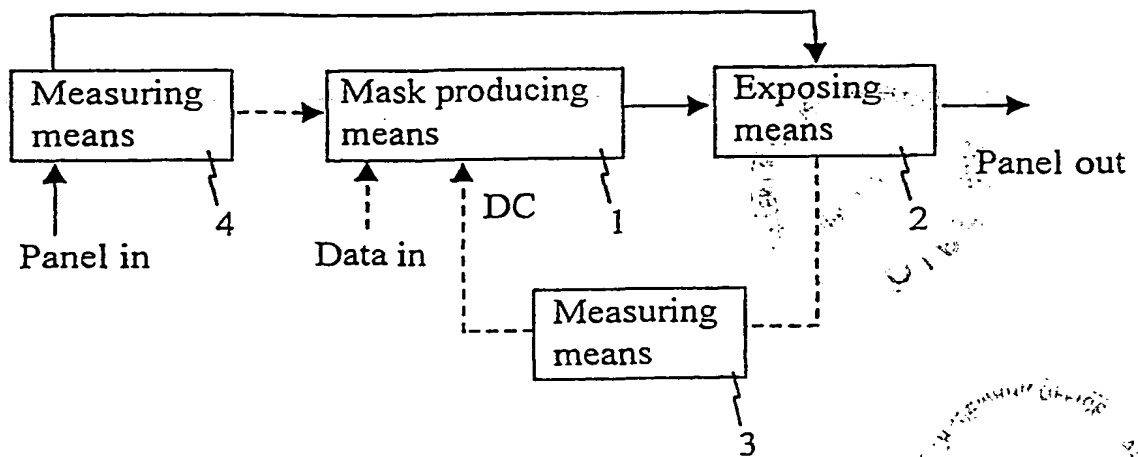 Measuring
means
4
Mask producing
means
1
Exposing
means
2
Panel in
Data in
DC
Panel out
Measuring
means
3